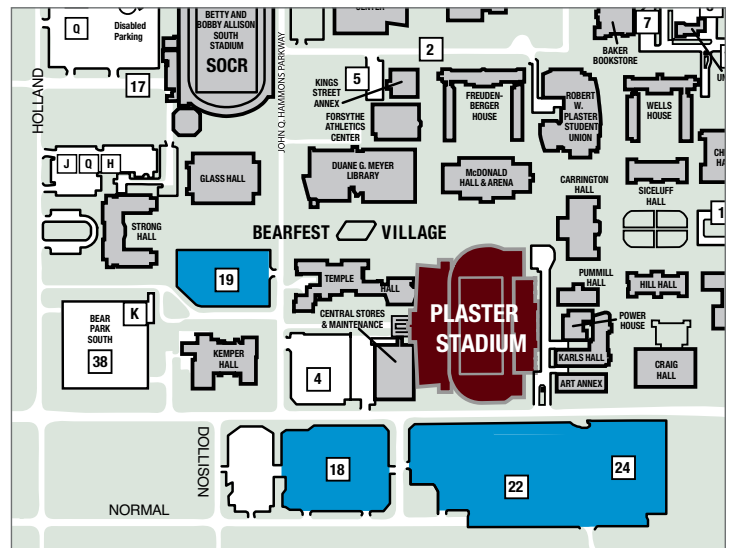 Q
Disabled
Parking
BETTY AND
BOBBY ALLISON
SOUTH
STADIUM
SOCR
JOHN Q. HAMMONS PARKWAY
CENTER
2
7
BAKER
BOOKSTORE
HOLLAND
17
5
KINGS
STREET
ANNEX
FORSYTHE
ATHLETICS
CENTER
FREUDEN-
BERGER
HOUSE
ROBERT
W.
PLASTER
STUDENT
UNION
WELLS
HOUSE
J
Q
H
GLASS HALL
DUANE G. MEYER
LIBRARY
McDONALD
HALL & ARENA
CARRINGTON
HALL
SICELUFF
HALL
STRONG
HALL
BEARFEST VILLAGE
19
TEMPLE
HALL
PLASTER
STADIUM
PUMMILL
HALL
HILL HALL
BEAR
PARK
SOUTH
K
38
CENTRAL STORES
& MAINTENANCE
POWER
HOUSE
KEMPER
HALL
4
KARLS HALL
ART ANNEX
CRAIG
HALL
DOLLISON
18
22
24
NORMAL